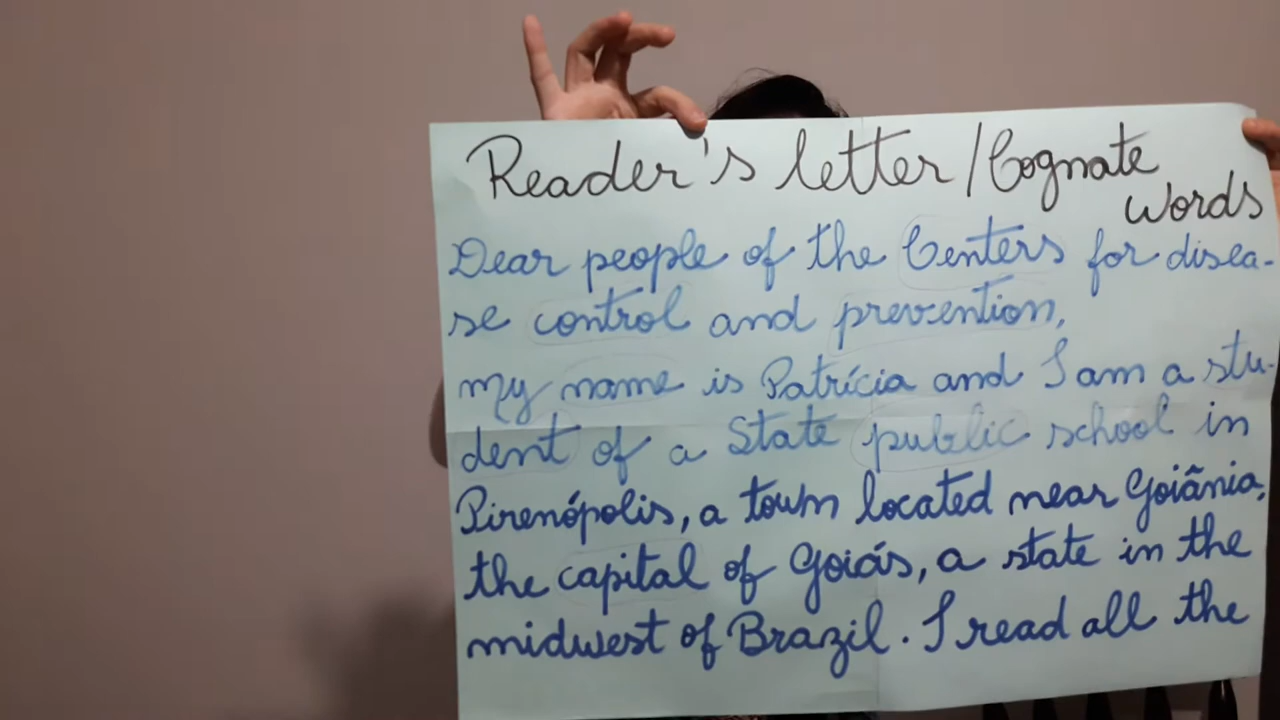 Reader's letter / Cognate
Words
Dear people of the Centers for disea-
se control and prevention,
my name is Patrícia and I am a stu-
dent of a State public school in
Pirenópolis, a town located near Goiânia,
the capital of Goiás, a state in the
midwest of Brazil. I read all the